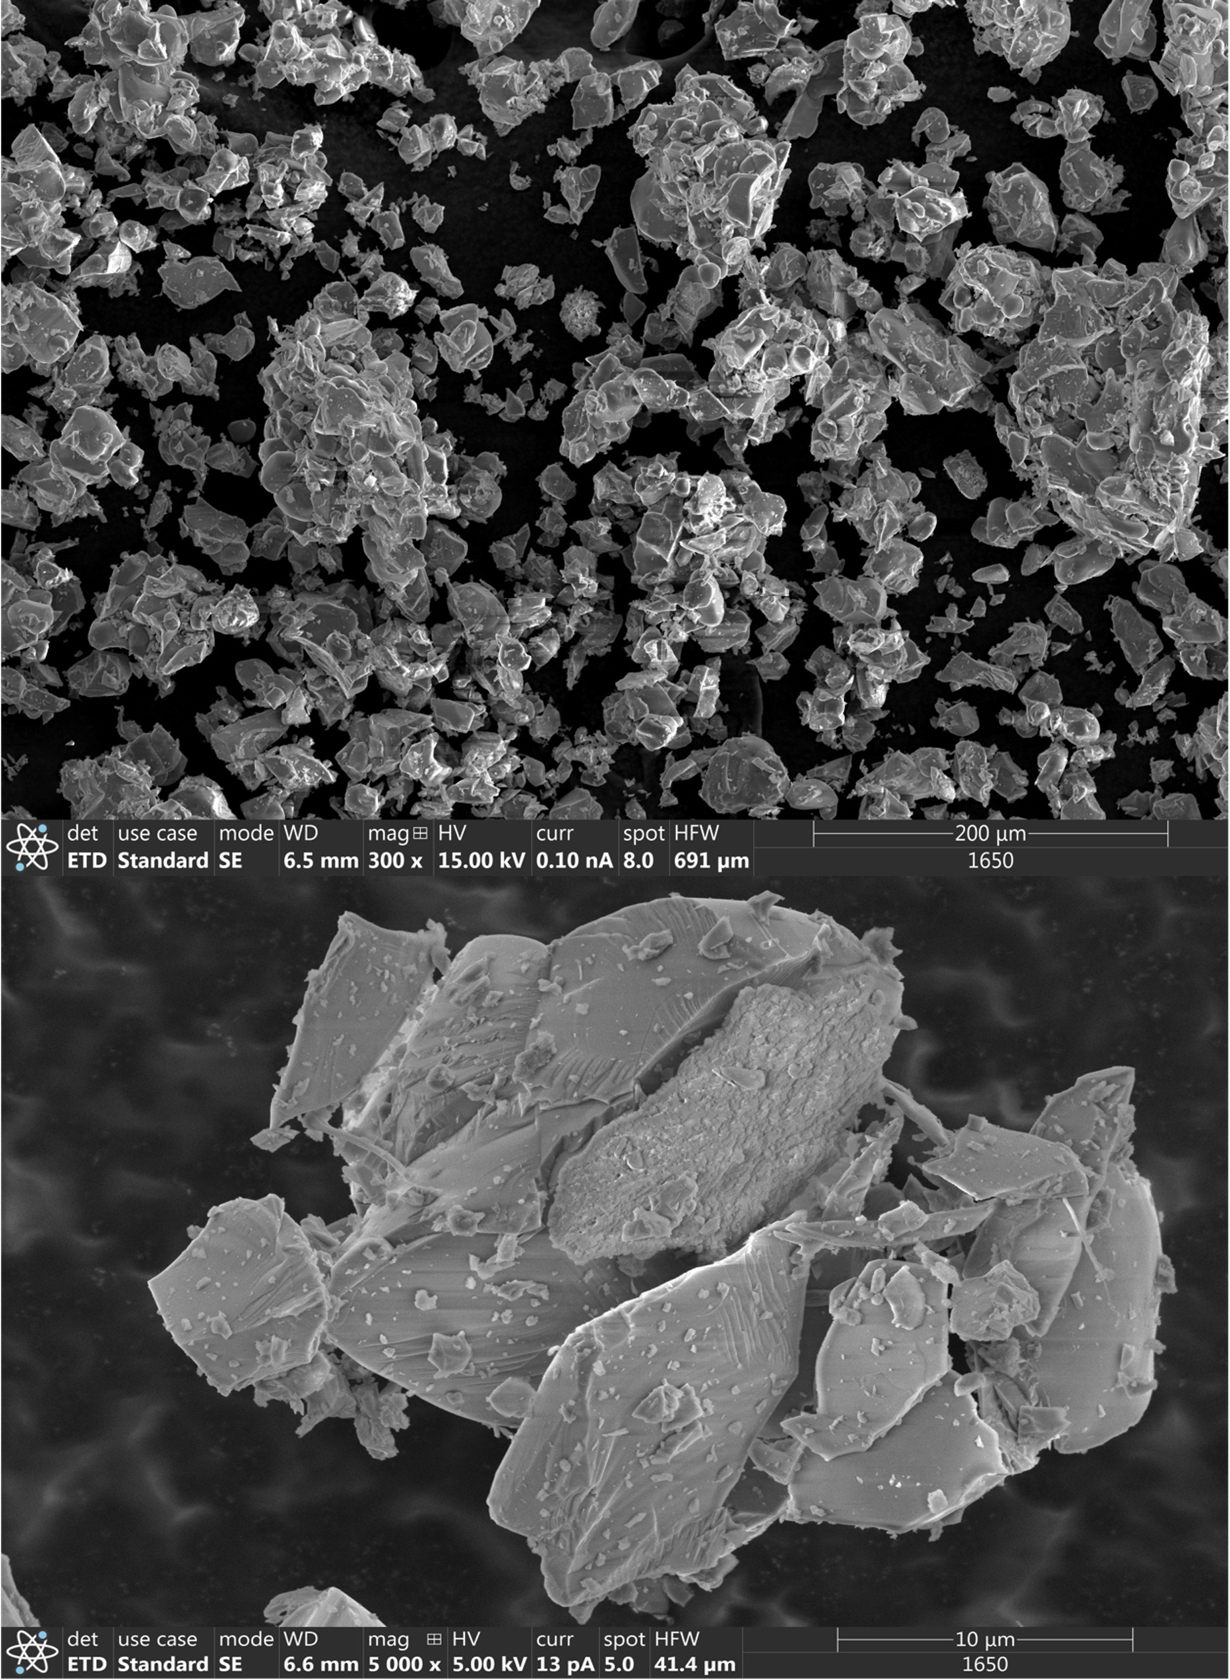 det use case mode WD mag HV curr spot HFW 200 μm
ETD Standard SE 6.5 mm 300 x 15.00 kV 0.10 nA 8.0 691 μm 1650
det use case mode WD mag HV curr spot HFW 10 μm
ETD Standard SE 6.6 mm 5 000 x 5.00 kV 13 pA 5.0 41.4 μm 1650